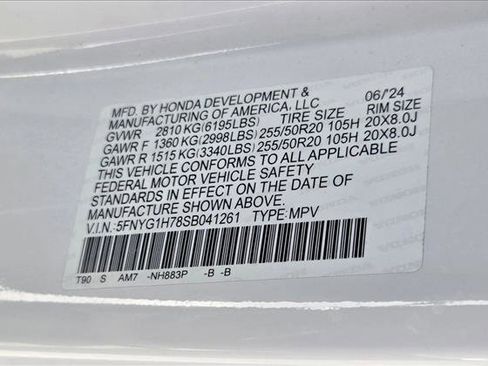 MFD. BY HONDA DEVELOPMENT & 06/'24
MANUFACTURING OF AMERICA, LLC
GVWR 2810 KG(6195LBS) TIRE SIZE RIM SIZE
GAWR F 1360 KG(2998LBS) 255/50R20 105H 20X8.0J
GAWR R 1515 KG(3340LBS) 255/50R20 105H 20X8.0J
THIS VEHICLE CONFORMS TO ALL APPLICABLE
FEDERAL MOTOR VEHICLE SAFETY
STANDARDS IN EFFECT ON THE DATE OF
MANUFACTURE SHOWN ABOVE.
V.I.N.:5FNYG1H78SB041261 TYPE:MPV
T90 S AM7 -NH883P -B -B